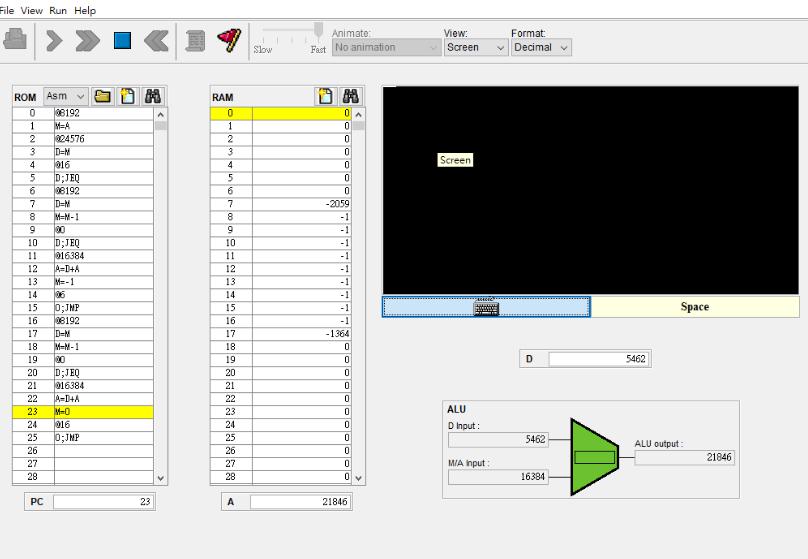 File View Run Help
Slow
Fast
Animate:
No animation
View:
Screen
Format:
Decimal
ROM Asm
0 @8192
1 M=A
2 @24576
3 D=M
4 @16
5 D;JEQ
6 @8192
7 D=M
8 M=M-1
9 @0
10 D;JEQ
11 @16384
12 A=D+A
13 M=-1
14 @6
15 0;JMP
16 @8192
17 D=M
18 M=M-1
19 @0
20 D;JEQ
21 @16384
22 A=D+A
23 M=0
24 @16
25 0;JMP
26
27
28
PC 23
RAM
0 0
1 0
2 0
3 0
4 0
5 0
6 0
7 -2059
8 -1
9 -1
10 -1
11 -1
12 -1
13 -1
14 -1
15 -1
16 -1
17 -1364
18 0
19 0
20 0
21 0
22 0
23 0
24 0
25 0
26 0
27 0
28 0
A 21846
Screen
Space
D 5462
ALU
D Input :
5462
M/A Input :
16384
ALU output :
21846